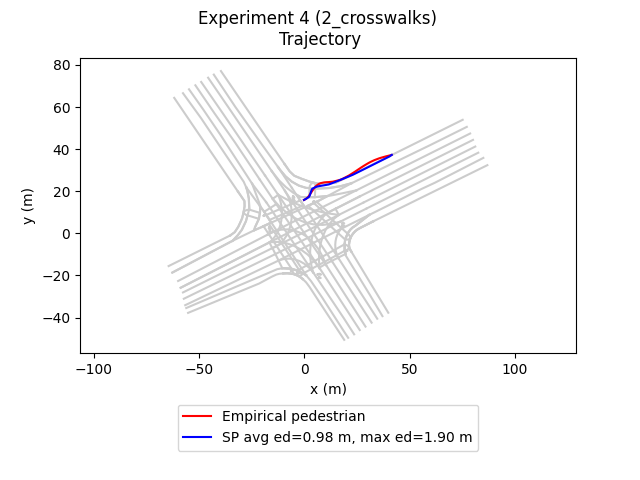 Experiment 4 (2_crosswalks)
Trajectory
80
60
40
20
0
−20
−40
y (m)
−100 −50 0 50 100
x (m)
Empirical pedestrian
SP avg ed=0.98 m, max ed=1.90 m